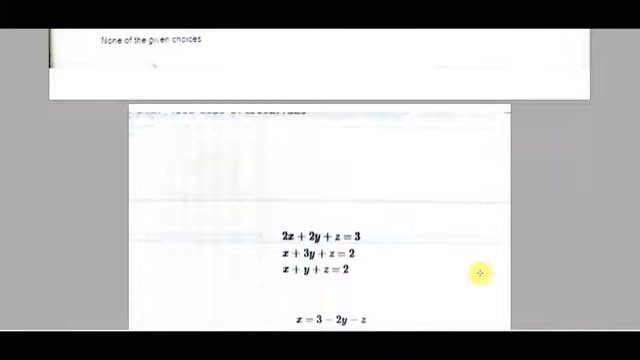 None of the given choices
2x + 2y + z = 3
x + 3y + z = 2
x + y + z = 2
x = 3 − 2y − z